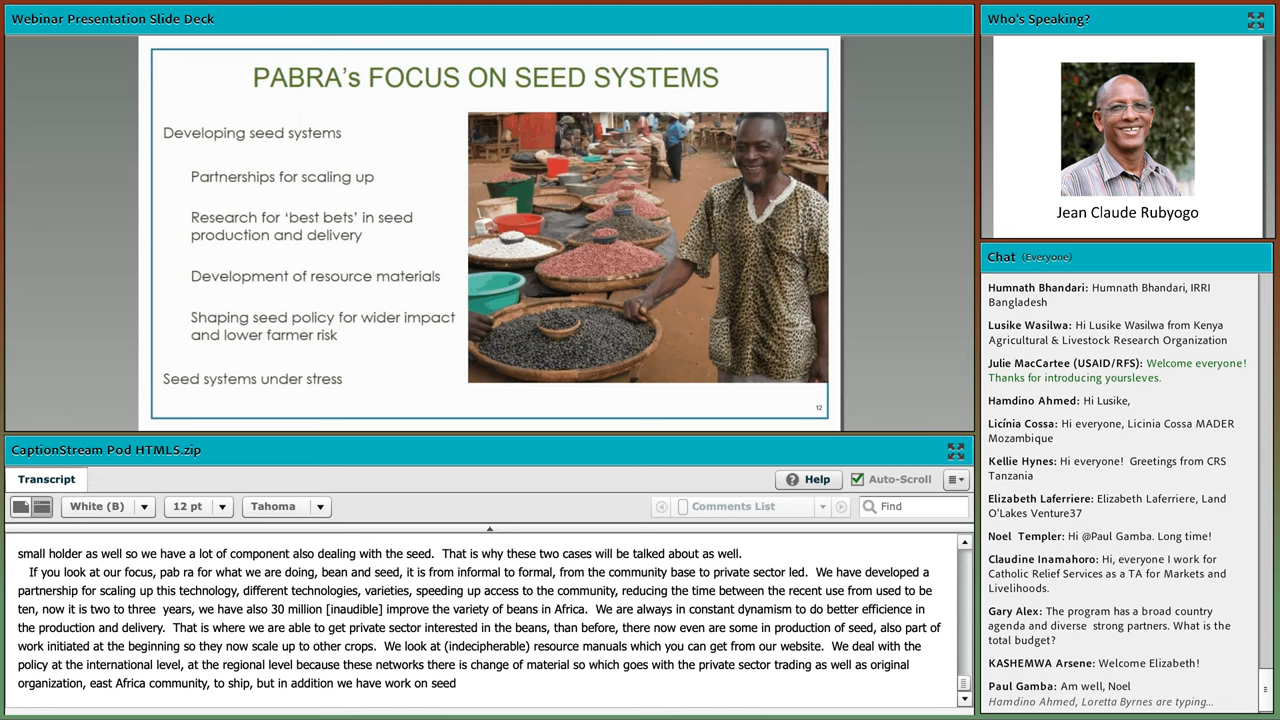 Webinar Presentation Slide Deck
PABRA's FOCUS ON SEED SYSTEMS
Developing seed systems
Partnerships for scaling up
Research for 'best bets' in seed
production and delivery
Development of resource materials
Shaping seed policy for wider impact
and lower farmer risk
Seed systems under stress
12
CaptionStream Pod HTML5.zip
Transcript
Help
Auto-Scroll
White (B)
12 pt
Tahoma
Comments List
Find
small holder as well so we have a lot of component also dealing with the seed.  That is why these two cases will be talked about as well.
If you look at our focus, pab ra for what we are doing, bean and seed, it is from informal to formal, from the community base to private sector led.  We have developed a
partnership for scaling up this technology, different technologies, varieties, speeding up access to the community, reducing the time between the recent use from used to be
ten, now it is two to three  years, we have also 30 million [inaudible] improve the variety of beans in Africa.  We are always in constant dynamism to do better efficience in
the production and delivery.  That is where we are able to get private sector interested in the beans, than before, there now even are some in production of seed, also part of
work initiated at the beginning so they now scale up to other crops.  We look at (indecipherable) resource manuals which you can get from our website.  We deal with the
policy at the international level, at the regional level because these networks there is change of material so which goes with the private sector trading as well as original
organization, east Africa community, to ship, but in addition we have work on seed
Who's Speaking?
Jean Claude Rubyogo
Chat (Everyone)
Humnath Bhandari: Humnath Bhandari, IRRI
Bangladesh
Lusike Wasilwa: Hi Lusike Wasilwa from Kenya
Agricultural & Livestock Research Organization
Julie MacCartee (USAID/RFS): Welcome everyone!
Thanks for introducing yoursleves.
Hamdino Ahmed: Hi Lusike,
Licínia Cossa: Hi everyone, Licinia Cossa MADER
Mozambique
Kellie Hynes: Hi everyone!  Greetings from CRS
Tanzania
Elizabeth Laferriere: Elizabeth Laferriere, Land
O'Lakes Venture37
Noel  Templer: Hi @Paul Gamba. Long time!
Claudine Inamahoro: Hi, everyone I work for
Catholic Relief Services as a TA for Markets and
Livelihoods.
Gary Alex: The program has a broad country
agenda and diverse  strong partners. What is the
total budget?
KASHEMWA Arsene: Welcome Elizabeth!
Paul Gamba: Am well, Noel
Hamdino Ahmed, Loretta Byrnes are typing...